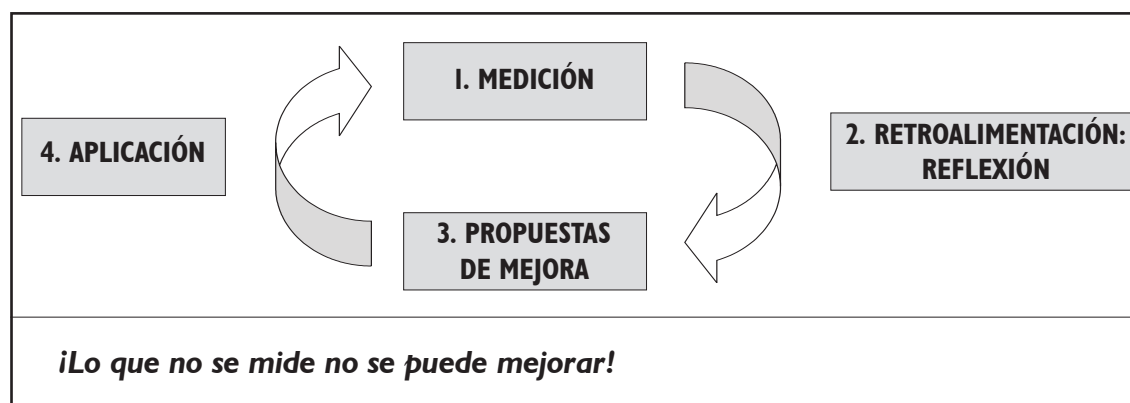 1. MEDICIÓN
2. RETROALIMENTACIÓN:
REFLEXIÓN
3. PROPUESTAS
DE MEJORA
4. APLICACIÓN
¡Lo que no se mide no se puede mejorar!